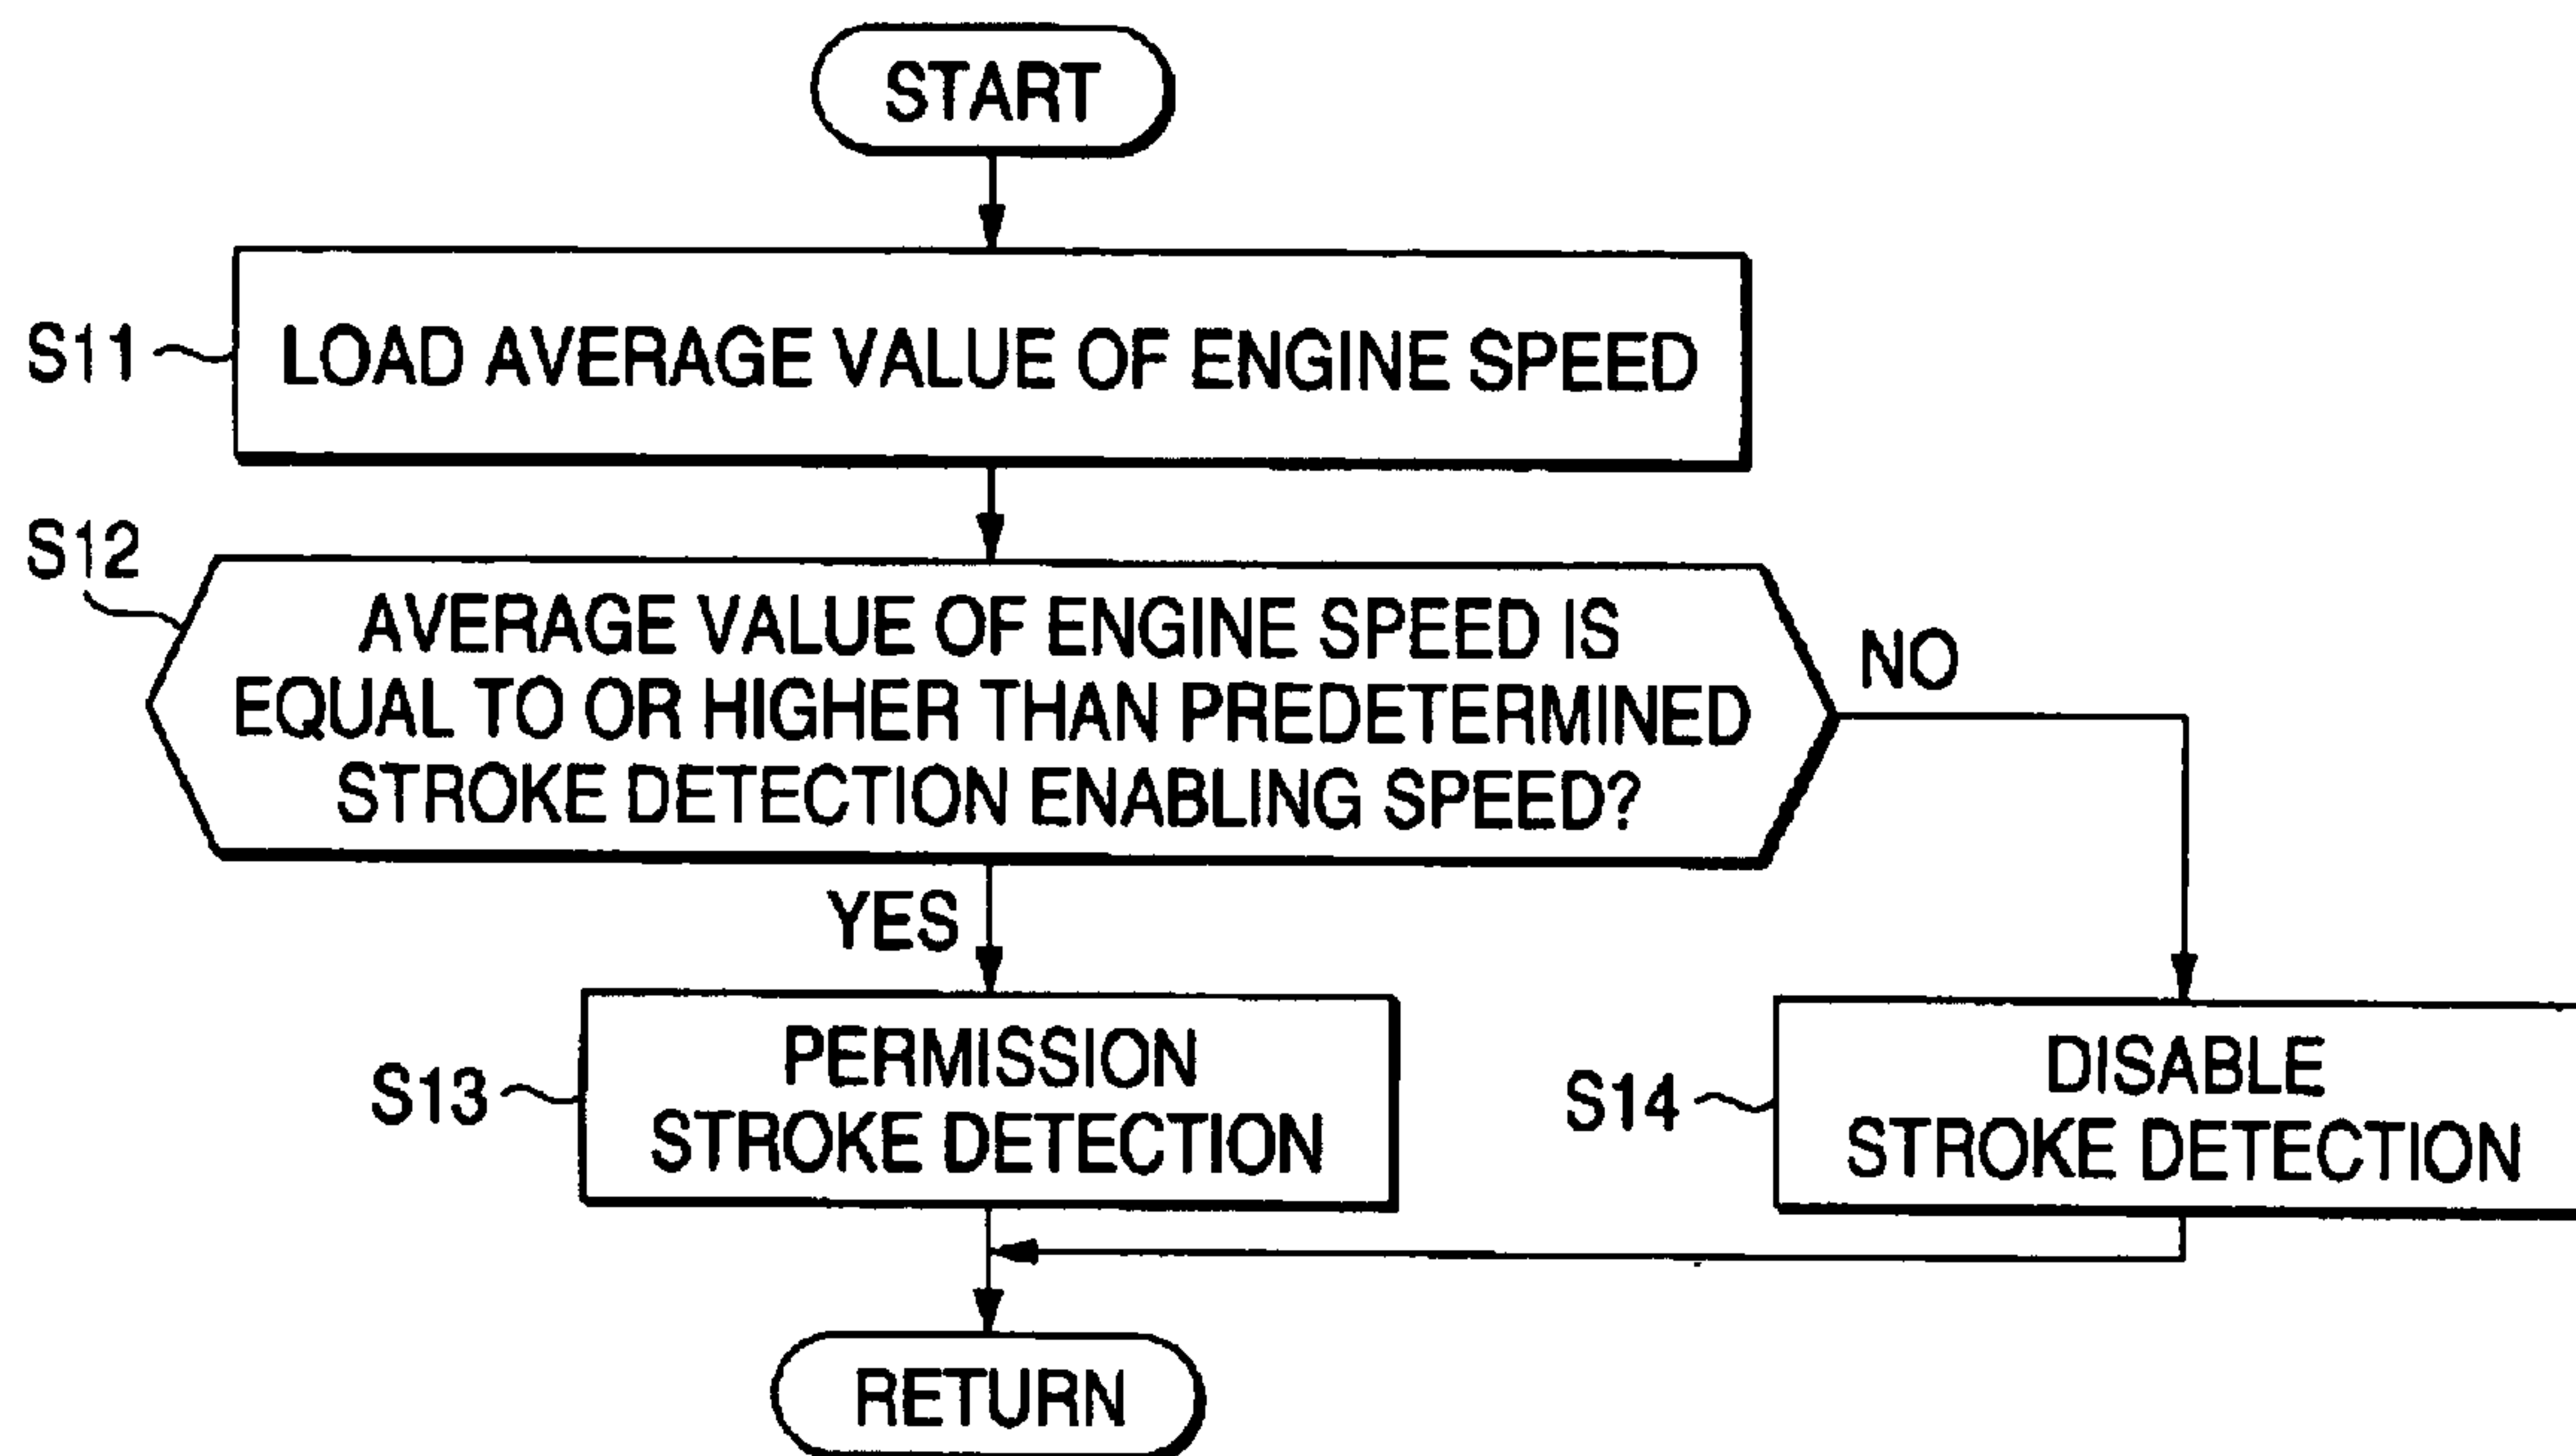 START
S11
LOAD AVERAGE VALUE OF ENGINE SPEED
S12
AVERAGE VALUE OF ENGINE SPEED IS
EQUAL TO OR HIGHER THAN PREDETERMINED
STROKE DETECTION ENABLING SPEED?
NO
YES
S13
PERMISSION
STROKE DETECTION
S14
DISABLE
STROKE DETECTION
RETURN